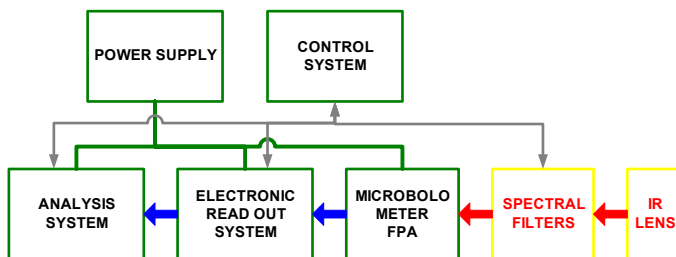 POWER SUPPLY
CONTROL
SYSTEM
ANALYSIS
SYSTEM
ELECTRONIC
READ OUT
SYSTEM
MICROBOLO
METER
FPA
SPECTRAL
FILTERS
IR
LENS